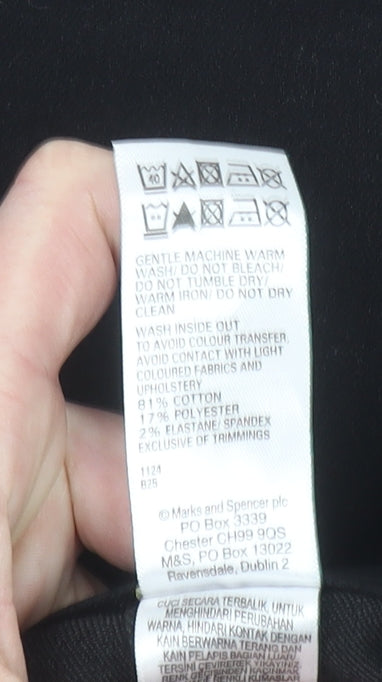 40
GENTLE MACHINE WARM
WASH/ DO NOT BLEACH/
DO NOT TUMBLE DRY/
WARM IRON/ DO NOT DRY
CLEAN
WASH INSIDE OUT
TO AVOID COLOUR TRANSFER,
AVOID CONTACT WITH LIGHT
COLOURED FABRICS AND
UPHOLSTERY
81% COTTON
17% POLYESTER
2% ELASTANE/ SPANDEX
EXCLUSIVE OF TRIMMINGS
1124
©Marks and Spencer plc
PO Box 3339
Chester CH99 9QS
M&S, PO Box 13022
Ravensdale, Dublin 2
CUCI SECARA TERBALIK, UNTUK
MENGHINDARI PERUBAHAN
WARNA, HINDARI KONTAK DENGAN
KAIN BERWARNA TERANG DAN
KAIN PELAPIS BAGIAN LUAR/
KUMAŞLAR